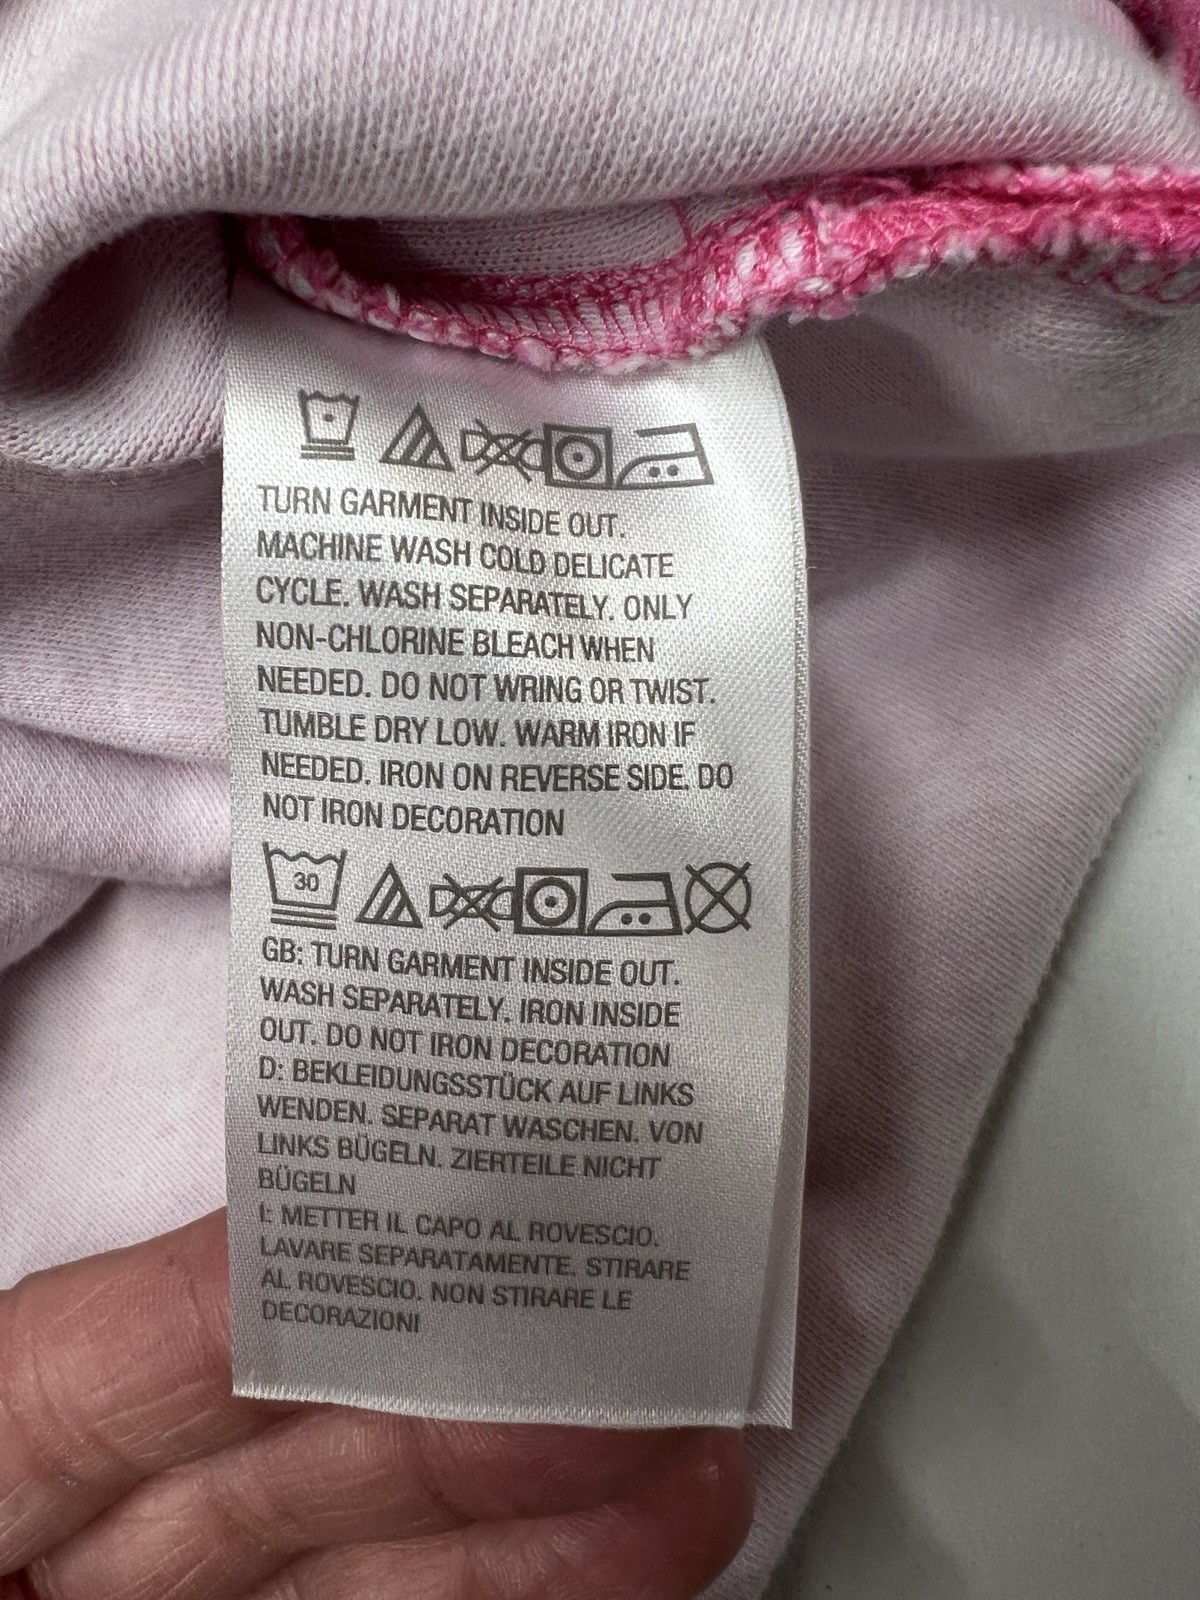 TURN GARMENT INSIDE OUT.
MACHINE WASH COLD DELICATE
CYCLE. WASH SEPARATELY. ONLY
NON-CHLORINE BLEACH WHEN
NEEDED. DO NOT WRING OR TWIST.
TUMBLE DRY LOW. WARM IRON IF
NEEDED. IRON ON REVERSE SIDE. DO
NOT IRON DECORATION
30
GB: TURN GARMENT INSIDE OUT.
WASH SEPARATELY. IRON INSIDE
OUT. DO NOT IRON DECORATION
D: BEKLEIDUNGSSTÜCK AUF LINKS
WENDEN. SEPARAT WASCHEN. VON
LINKS BÜGELN. ZIERTEILE NICHT
BÜGELN
I: METTER IL CAPO AL ROVESCIO.
LAVARE SEPARATAMENTE. STIRARE
AL ROVESCIO. NON STIRARE LE
DECORAZIONI